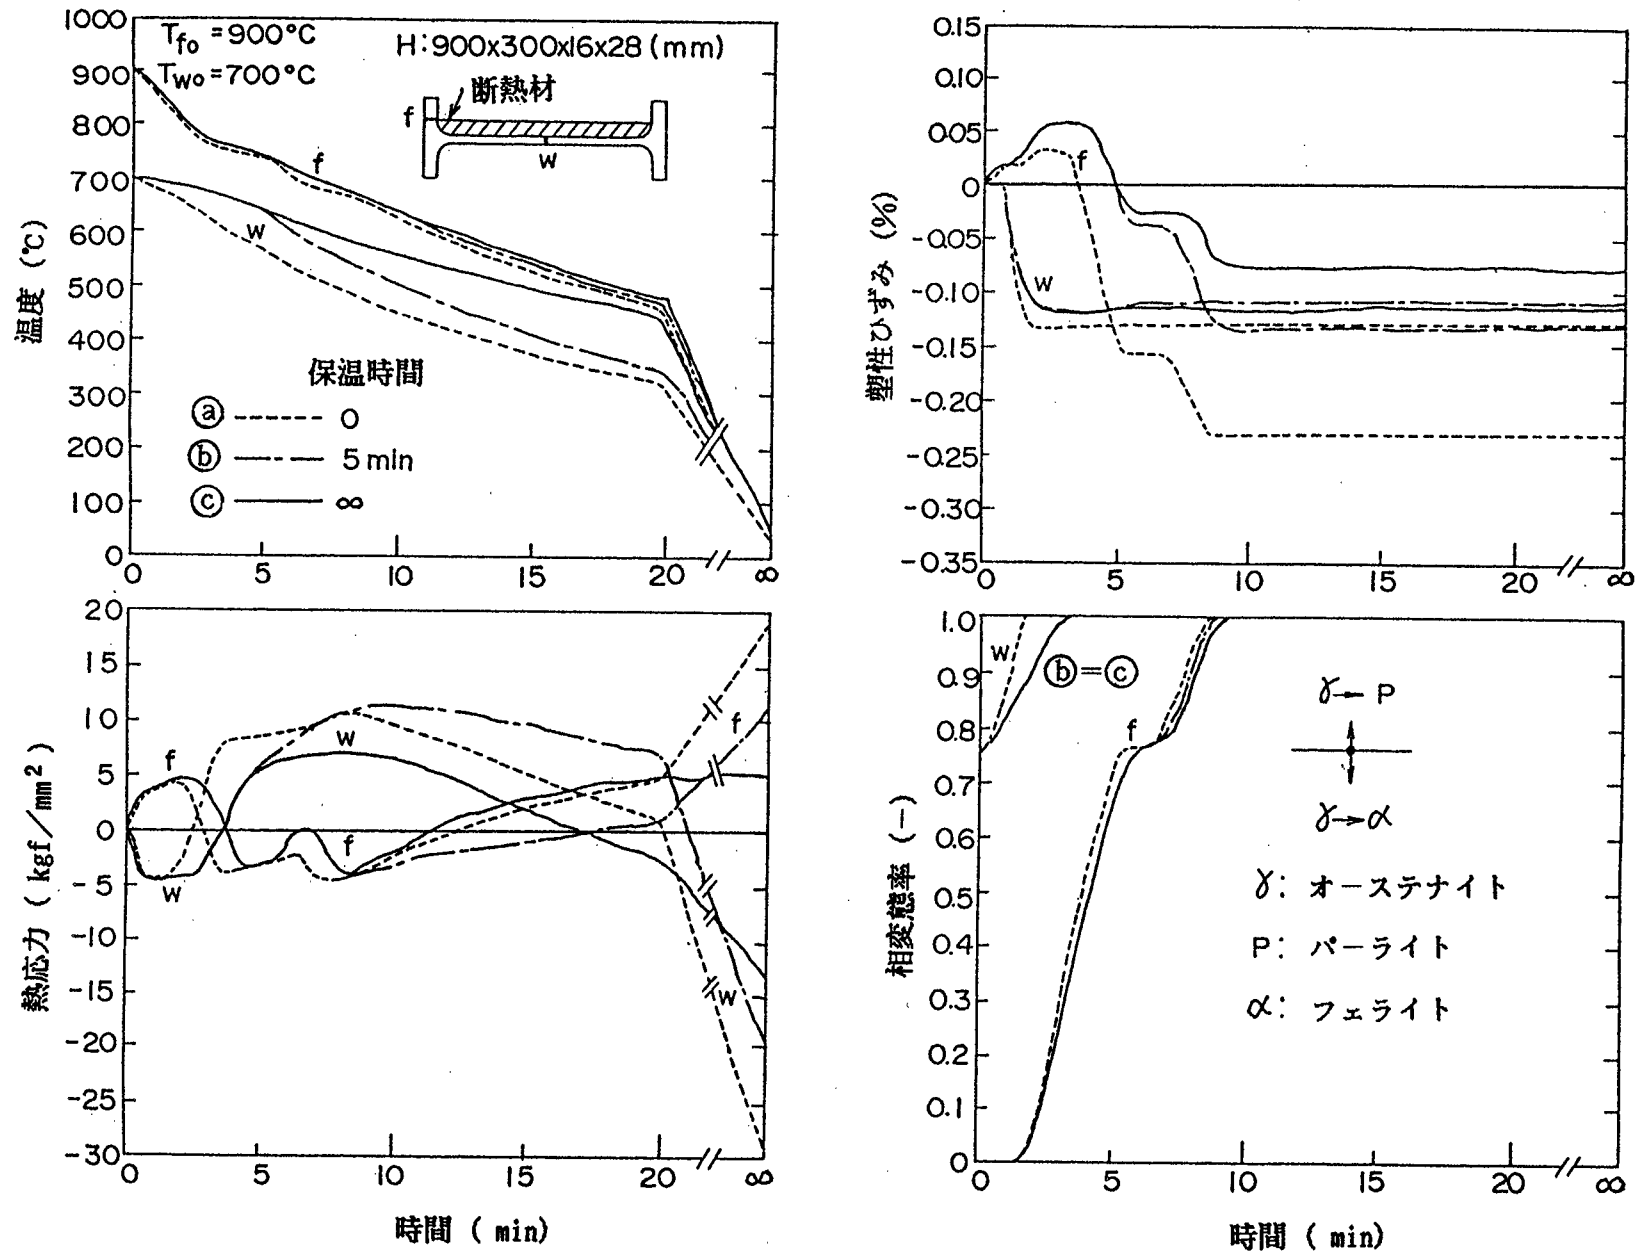 1000
900
800
700
600
500
400
300
200
100
0
温度 (℃)
Tfo =900°C
Two =700°C
H:900x300x16x28 (mm)
断熱材
f
w
f
w
保温時間
ⓐ 0
ⓑ 5 min
ⓒ ∞
0 5 10 15 20 ∞
0.15
0.10
0.05
0
-0.05
-0.10
-0.15
-0.20
-0.25
-0.30
-0.35
塑性ひずみ (%)
f
w
0 5 10 15 20 ∞
20
15
10
5
0
-5
-10
-15
-20
-25
-30
熱応力 ( kgf/mm² )
f
w
w
f
f
w
0 5 10 15 20 ∞
時間 ( min)
1.0
0.9
0.8
0.7
0.6
0.5
0.4
0.3
0.2
0.1
0
相変態率 (−)
w
ⓑ=ⓒ
f
γ→P
γ→α
γ: オーステナイト
P: パーライト
α: フェライト
0 5 10 15 20 ∞
時間 ( min)